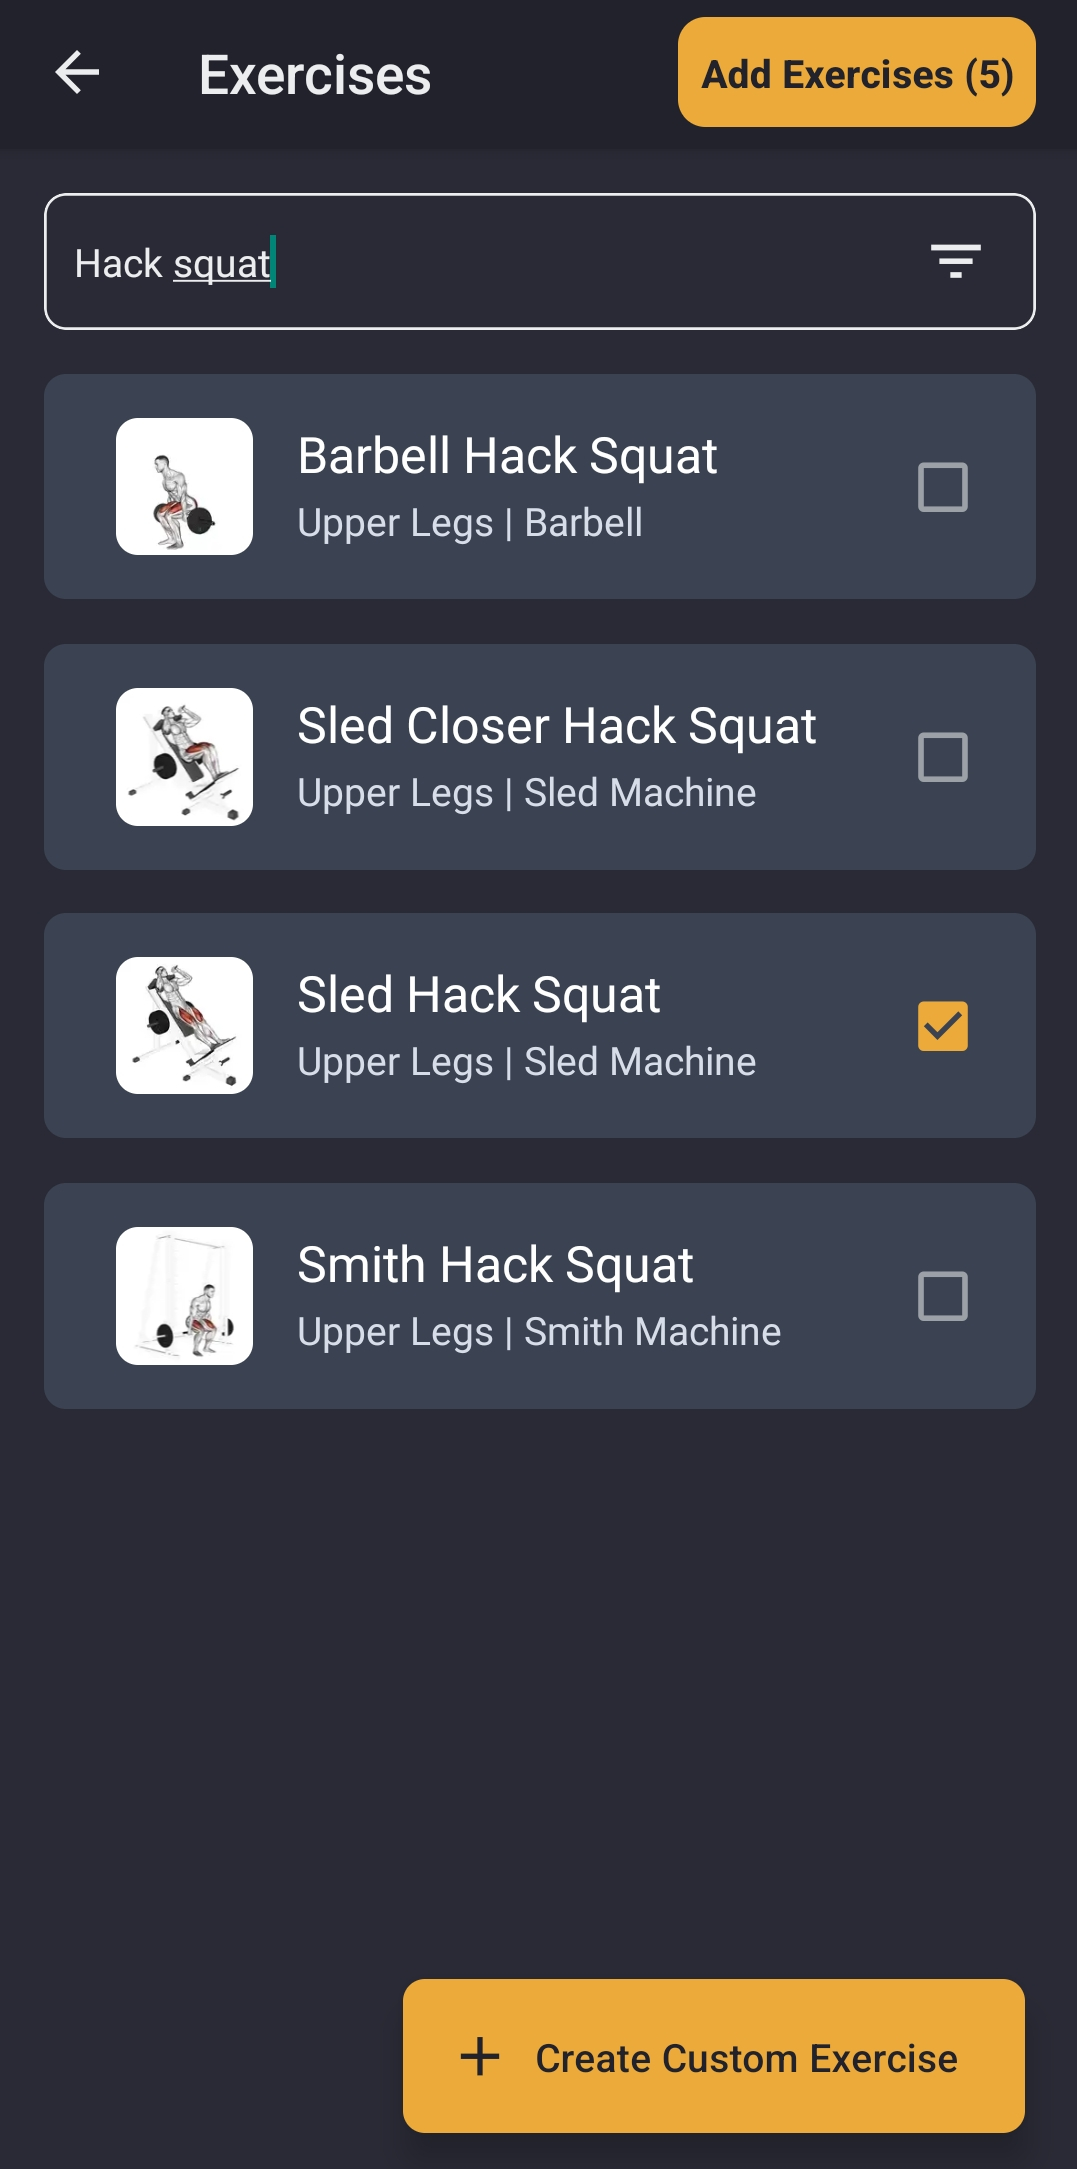 Exercises
Add Exercises (5)
Hack squat
Barbell Hack Squat
Upper Legs | Barbell
Sled Closer Hack Squat
Upper Legs | Sled Machine
Sled Hack Squat
Upper Legs | Sled Machine
Smith Hack Squat
Upper Legs | Smith Machine
+ Create Custom Exercise